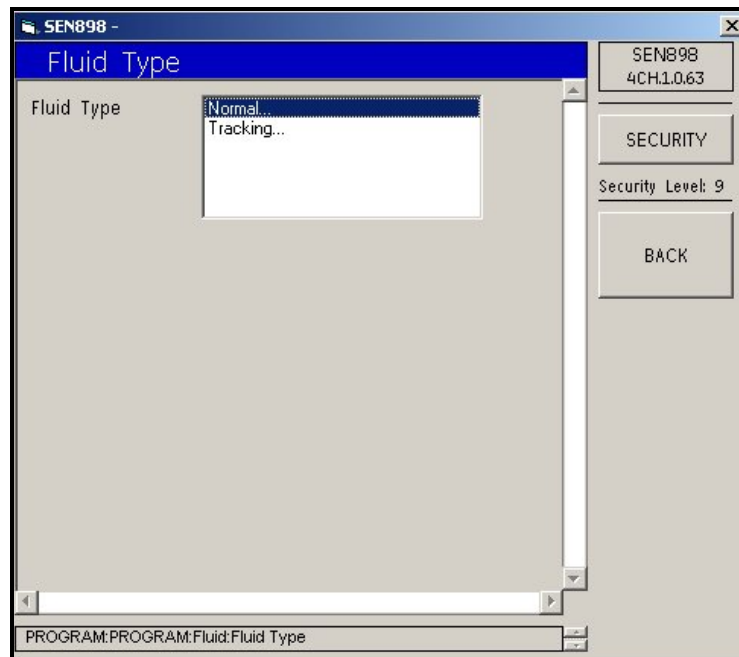 SEN898 -
Fluid Type
SEN898
4CH.1.0.63
Fluid Type
Normal...
Tracking...
SECURITY
Security Level: 9
BACK
PROGRAM:PROGRAM:Fluid:Fluid Type